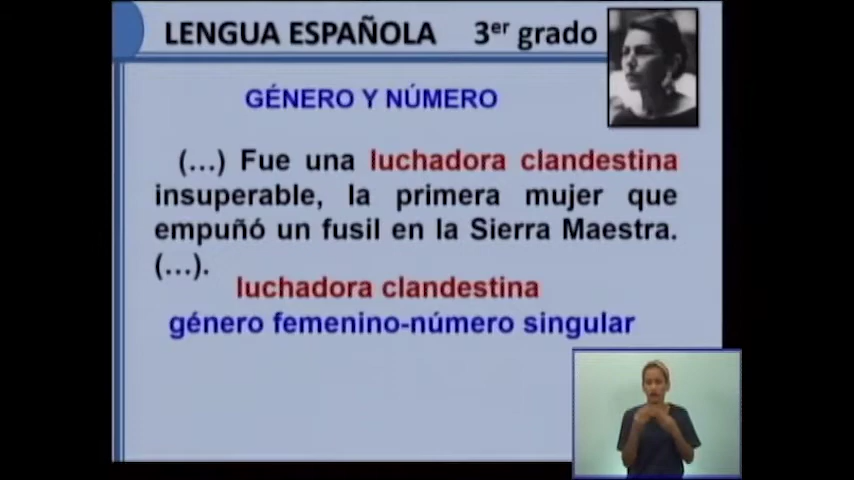 LENGUA ESPAÑOLA 3er grado
GÉNERO Y NÚMERO
(...) Fue una luchadora clandestina
insuperable, la primera mujer que
empuñó un fusil en la Sierra Maestra.
(...).
luchadora clandestina
género femenino-número singular